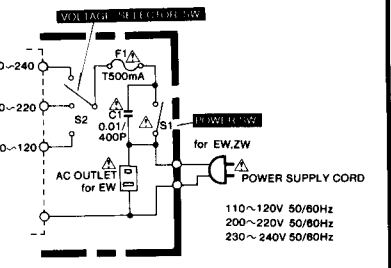 VOLTAGE SELECTOR SW
F1
T500mA
0~240
0~220
0~120
S2
C1
0.01/
400P
S1
POWER SW
for EW,ZW
AC OUTLET
for EW
POWER SUPPLY CORD
110~120V 50/60Hz
200~220V 50/60Hz
230~240V 50/60Hz